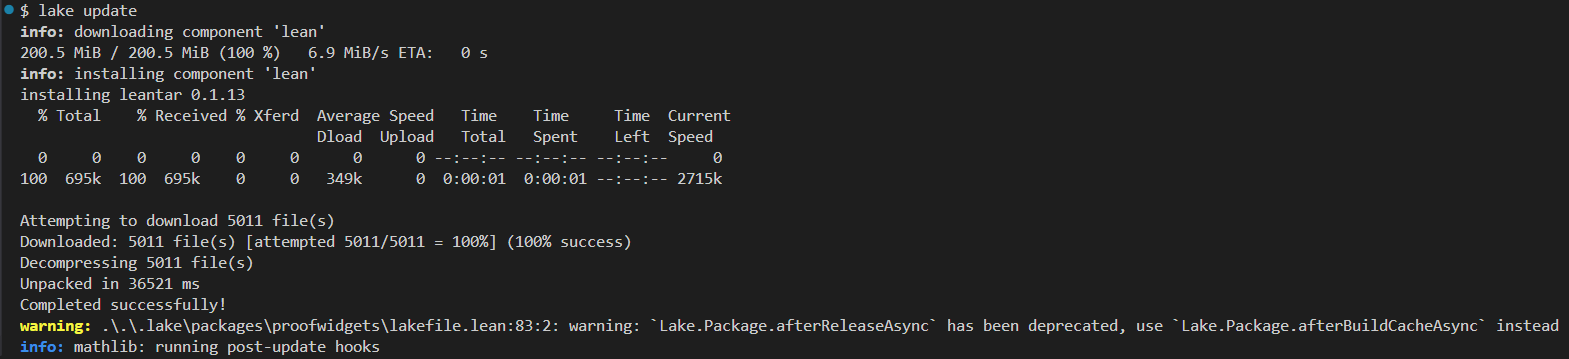 $ lake update
info: downloading component 'lean'
200.5 MiB / 200.5 MiB (100 %)   6.9 MiB/s ETA:   0 s
info: installing component 'lean'
installing leantar 0.1.13
  % Total    % Received % Xferd  Average Speed   Time    Time     Time  Current
                                 Dload  Upload   Total   Spent    Left  Speed
  0     0    0     0    0     0      0      0 --:--:-- --:--:-- --:--:--     0
100  695k  100  695k    0     0   349k      0  0:00:01  0:00:01 --:--:-- 2715k
Attempting to download 5011 file(s)
Downloaded: 5011 file(s) [attempted 5011/5011 = 100%] (100% success)
Decompressing 5011 file(s)
Unpacked in 36521 ms
Completed successfully!
warning: .\.\.lake\packages\proofwidgets\lakefile.lean:83:2: warning: `Lake.Package.afterReleaseAsync` has been deprecated, use `Lake.Package.afterBuildCacheAsync` instead
info: mathlib: running post-update hooks